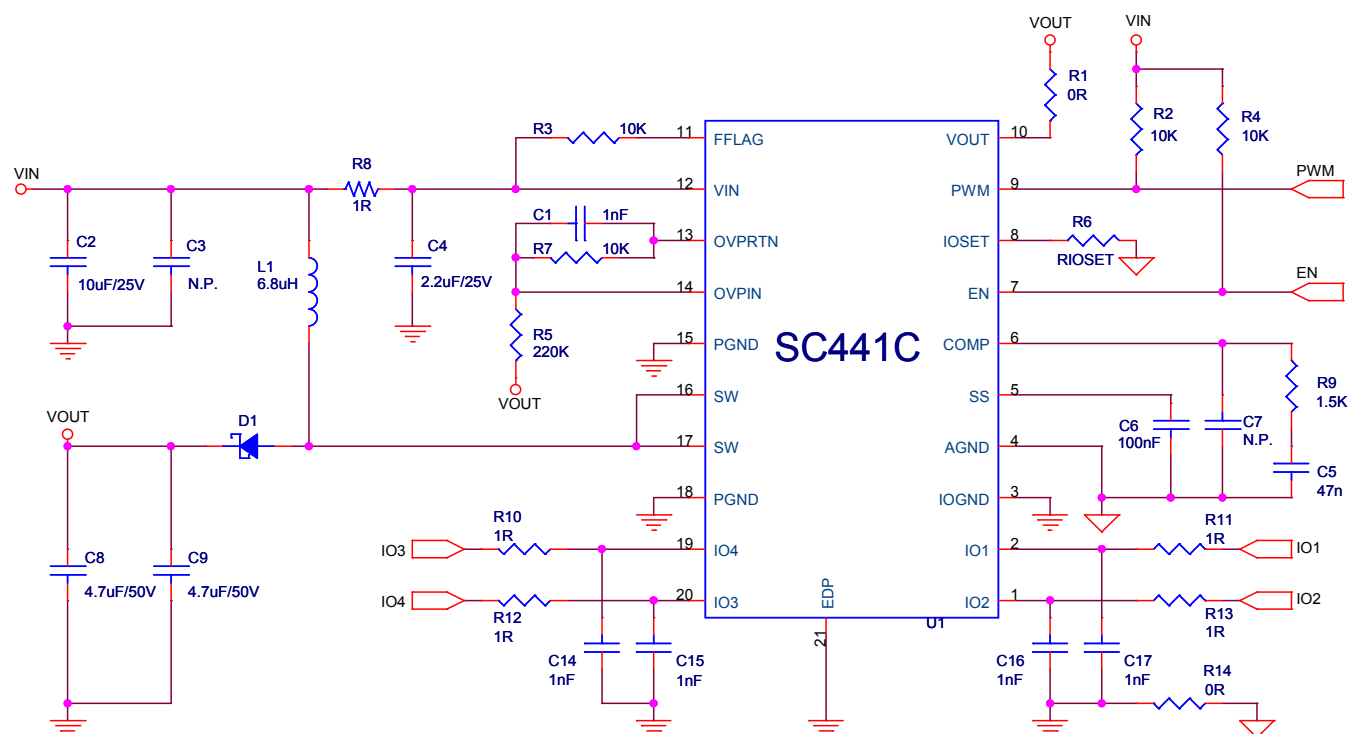 VOUT
VIN
R1
0R
R2
10K
R4
10K
R3
10K
11
FFLAG
VOUT
10
VIN
R8
1R
12
VIN
PWM
9
PWM
C1
1nF
R7
10K
13
OVPRTN
IOSET
8
R6
RIOSET
C2
10uF/25V
C3
N.P.
L1
6.8uH
C4
2.2uF/25V
14
OVPIN
EN
7
EN
R5
220K
VOUT
15
PGND
SC441C
COMP
6
R9
1.5K
16
SW
SS
5
C6
100nF
C7
N.P.
VOUT
D1
17
SW
AGND
4
C5
47n
18
PGND
IOGND
3
C8
4.7uF/50V
C9
4.7uF/50V
IO3
R10
1R
19
IO4
IO1
2
R11
1R
IO1
IO4
R12
1R
20
IO3
EDP
21
IO2
1
U1
R13
1R
IO2
C14
1nF
C15
1nF
C16
1nF
C17
1nF
R14
0R